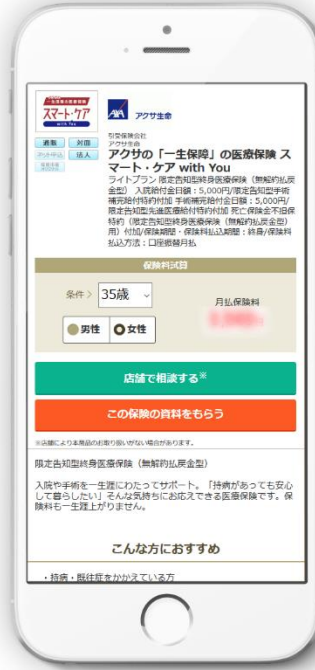 一生保障の医療保険
スマート・ケア
with You
AXA アクサ生命
通販 対面
法人
引受保険会社
アクサ生命
アクサの「一生保障」の医療保険 ス
マート・ケア with You
ライトプラン 限定告知型終身医療保険(無解約払戻
金型) 入院給付金日額:5,000円/限定告知型手術
補完給付特約付加 手術補完給付金日額:5,000円/
限定告知型先進医療給付特約付加 死亡保険金不担保
特約(限定告知型終身医療保険(無解約払戻金型)
用)付加/保険期間・保険料払込期間:終身/保険料
払込方法:口座振替月払
保険料試算
条件 > 35歳
月払保険料
男性 女性
店舗で相談する※
この保険の資料をもらう
※店舗により本商品のお取り扱いがない場合があります。
限定告知型終身医療保険(無解約払戻金型)
入院や手術を一生涯にわたってサポート。「持病があっても安心
して暮らしたい」そんな気持ちにお応えできる医療保険です。保
険料も一生涯上がりません。
こんな方におすすめ
・持病・既往症をかかえている方